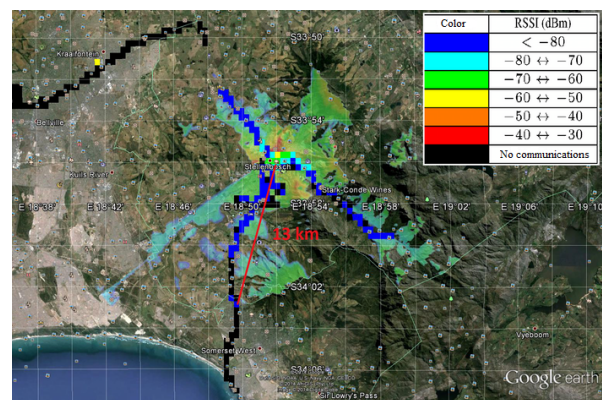 Color RSSI (dBm)
< −80
−80 ↔ −70
−70 ↔ −60
−60 ↔ −50
−50 ↔ −40
−40 ↔ −30
No communications
S33°50'
Kraaifontein
S33°54'
Bellville
Stellenbosch
Kuils River
Stark-Conde Wines
E 18°38' E 18°42' E 18°46' E 18°50' E 18°54' E 18°58' E 19°02' E 19°06'
13 km
S34°02'
Vyeboom
Somerset West
S34°06'
Google earth
Sir Lowry's Pass